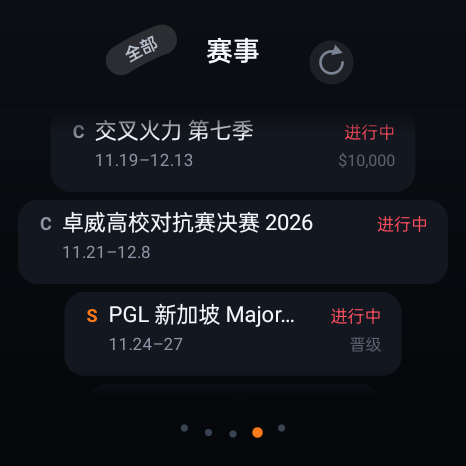 全部
赛事
C 交叉火力 第七季 进行中
11.19–12.13 $10,000
C 卓威高校对抗赛决赛 2026 进行中
11.21–12.8
S PGL 新加坡 Major... 进行中
11.24–27 晋级